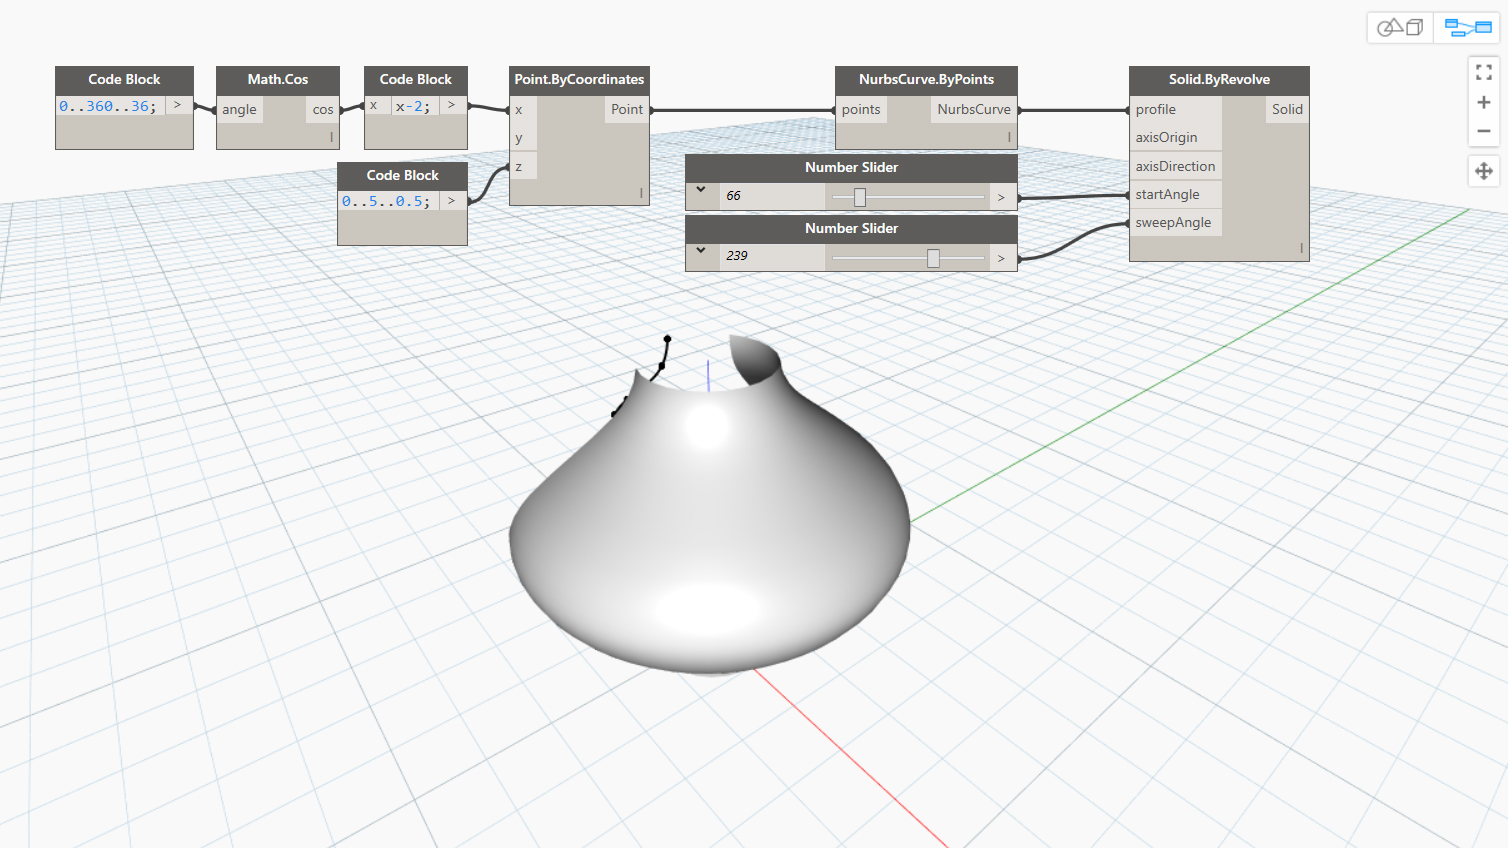 Code Block
0..360..36; >
Math.Cos
angle cos
Code Block
x x-2; >
Code Block
0..5..0.5; >
Point.ByCoordinates
x Point
y
z
NurbsCurve.ByPoints
points NurbsCurve
Number Slider
66 >
Number Slider
239 >
Solid.ByRevolve
profile Solid
axisOrigin
axisDirection
startAngle
sweepAngle